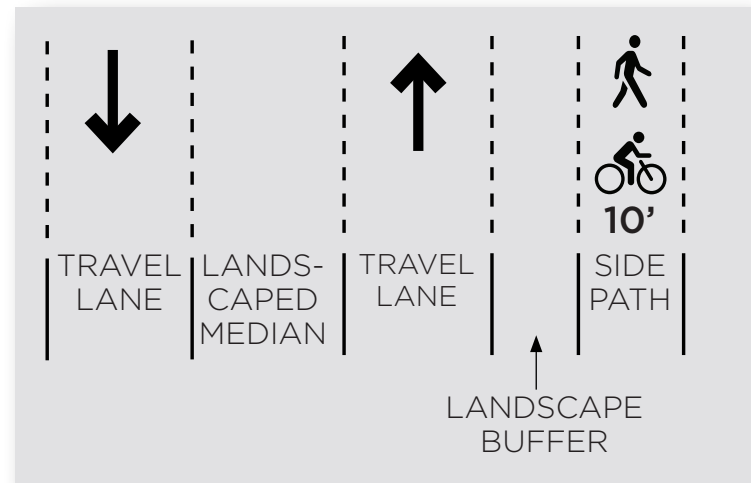 10’
TRAVEL
LANE
LANDS-
CAPED
MEDIAN
TRAVEL
LANE
SIDE
PATH
LANDSCAPE
BUFFER